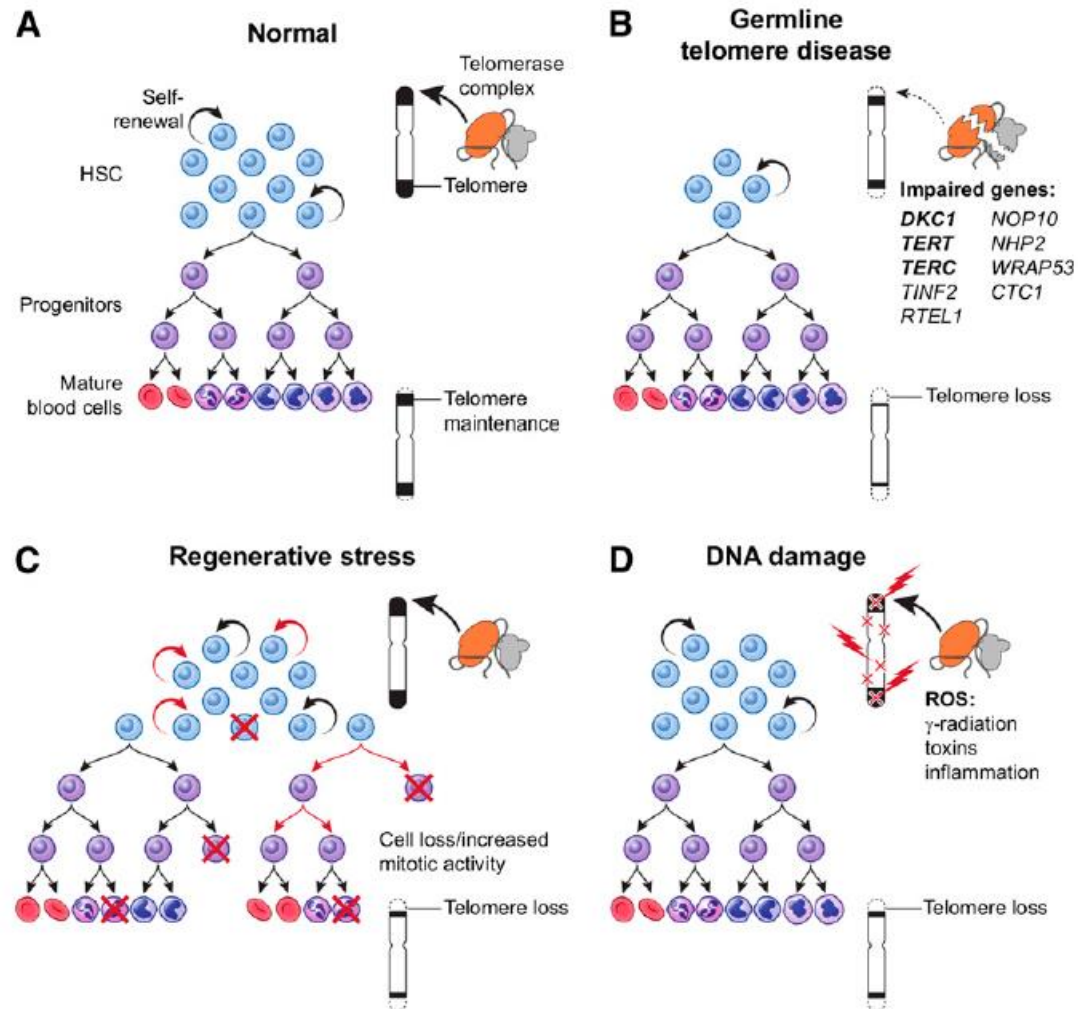 A
Normal
Self-
renewal
HSC
Telomerase
complex
Telomere
Progenitors
Mature
blood cells
Telomere
maintenance
B
Germline
telomere disease
Impaired genes:
DKC1 NOP10
TERT NHP2
TERC WRAP53
TINF2 CTC1
RTEL1
Telomere loss
C
Regenerative stress
Cell loss/increased
mitotic activity
Telomere loss
D
DNA damage
ROS:
γ-radiation
toxins
inflammation
Telomere loss